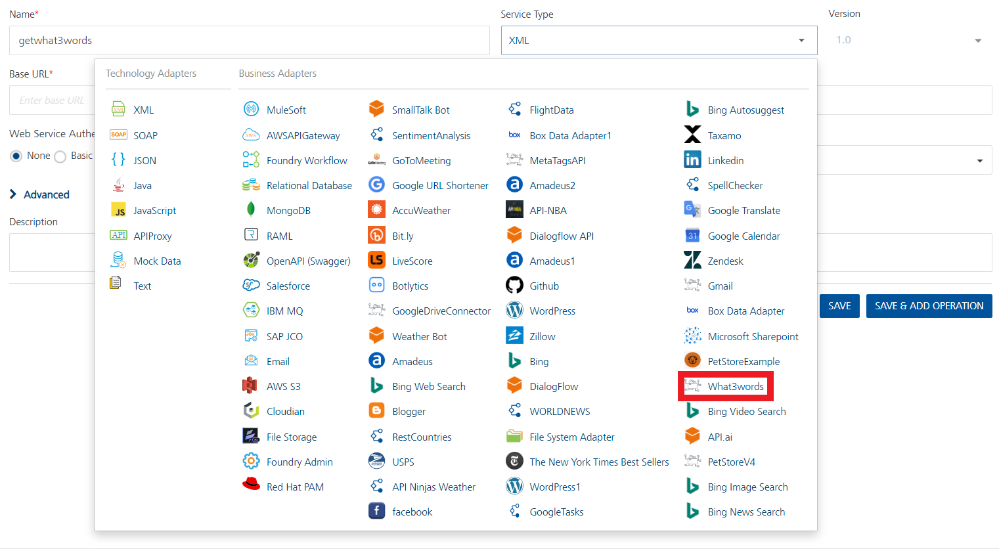 Name*
Service Type
Version
getwhat3words
XML
1.0
Technology Adapters
Business Adapters
Base URL*
Enter base URL
Web Service Authe
None
Basic
Advanced
Description
XML
SOAP
JSON
Java
JavaScript
APIProxy
Mock Data
Text
MuleSoft
AWSAPIGateway
Foundry Workflow
Relational Database
MongoDB
RAML
OpenAPI (Swagger)
Salesforce
IBM MQ
SAP JCO
Email
AWS S3
Cloudian
File Storage
Foundry Admin
Red Hat PAM
SmallTalk Bot
SentimentAnalysis
GoToMeeting
Google URL Shortener
AccuWeather
Bit.ly
LiveScore
Botlytics
GoogleDriveConnector
Weather Bot
Amadeus
Bing Web Search
Blogger
RestCountries
USPS
API Ninjas Weather
facebook
FlightData
Box Data Adapter1
MetaTagsAPI
Amadeus2
API-NBA
Dialogflow API
Amadeus1
Github
WordPress
Zillow
Bing
DialogFlow
WORLDNEWS
File System Adapter
The New York Times Best Sellers
WordPress1
GoogleTasks
Bing Autosuggest
Taxamo
Linkedin
SpellChecker
Google Translate
Google Calendar
Zendesk
Gmail
Box Data Adapter
Microsoft Sharepoint
PetStoreExample
What3words
Bing Video Search
API.ai
PetStoreV4
Bing Image Search
Bing News Search
SAVE
SAVE & ADD OPERATION